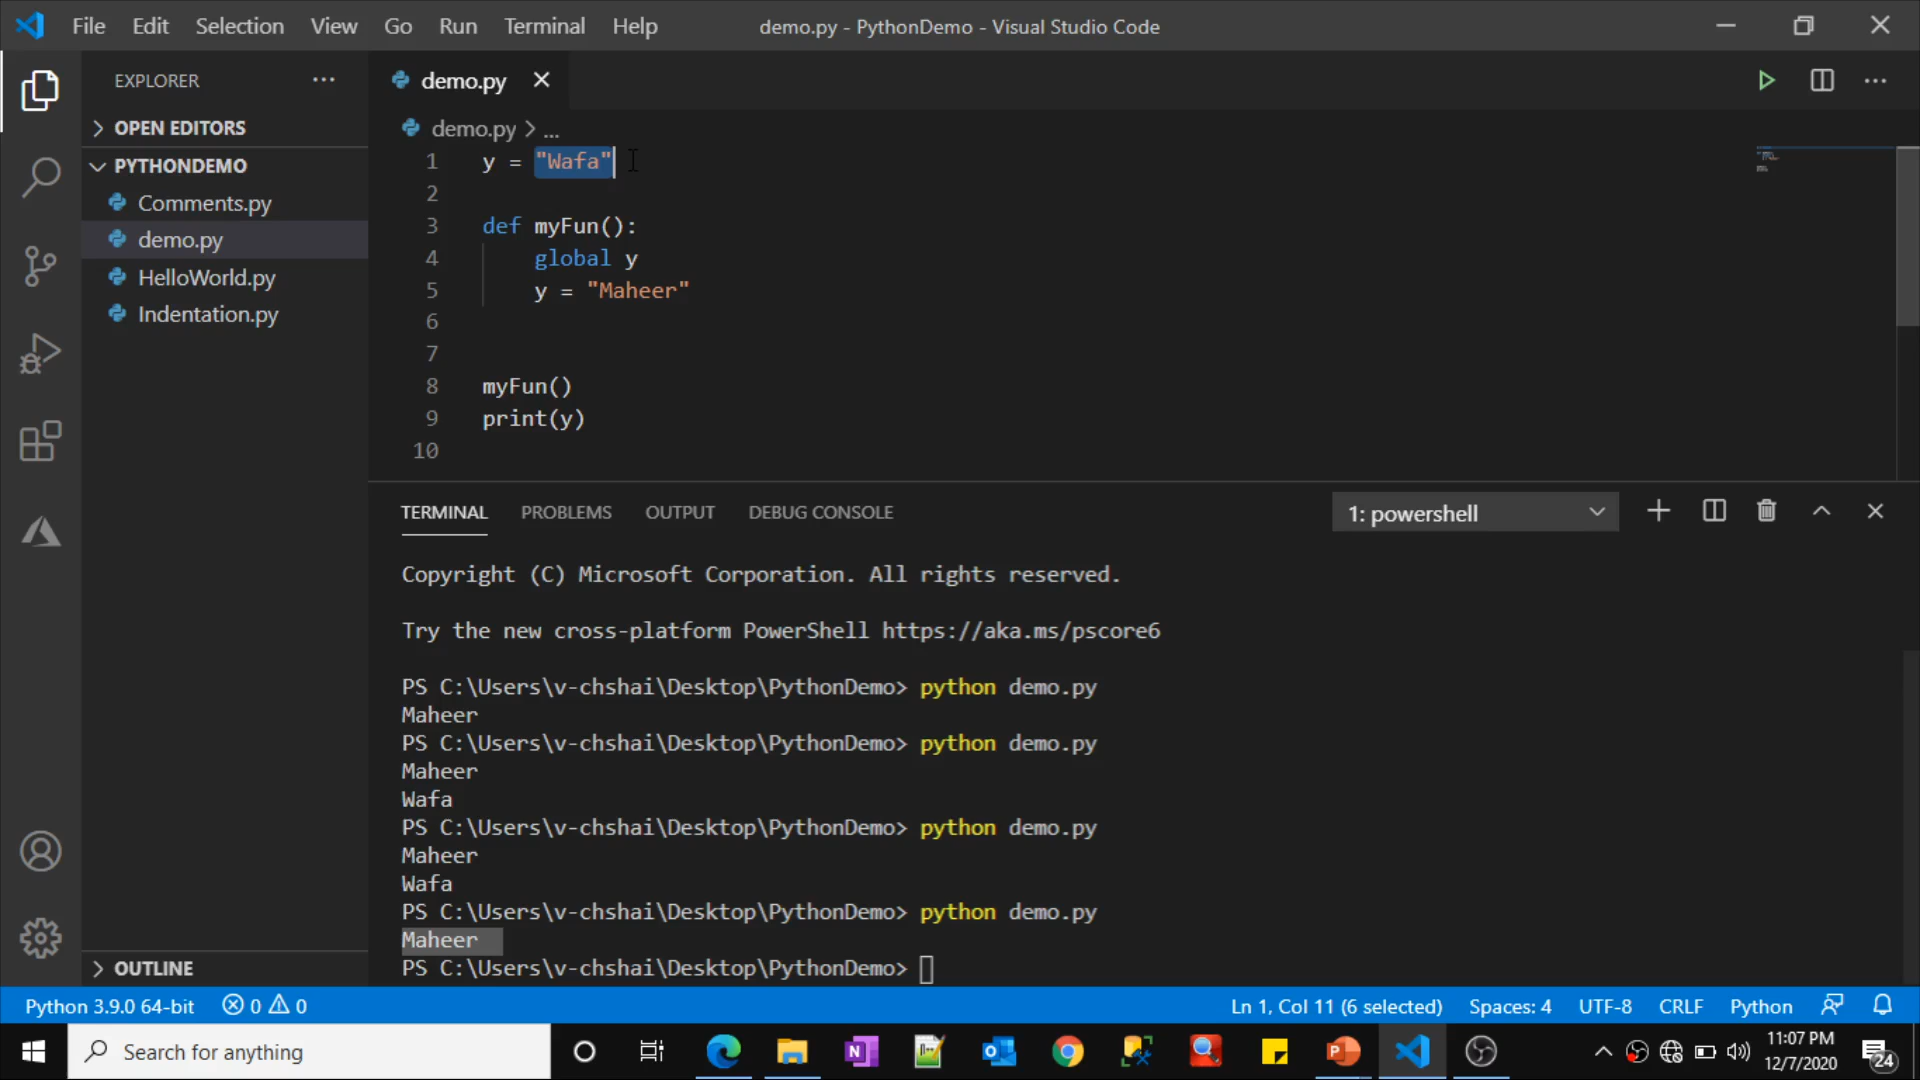 File Edit Selection View Go Run Terminal Help demo.py - PythonDemo - Visual Studio Code
EXPLORER ...
demo.py
OPEN EDITORS
demo.py > ...
PYTHONDEMO
Comments.py
demo.py
HelloWorld.py
Indentation.py
1 y = "Wafa"
2
3 def myFun():
4 global y
5 y = "Maheer"
6
7
8 myFun()
9 print(y)
10
TERMINAL PROBLEMS OUTPUT DEBUG CONSOLE 1: powershell
Copyright (C) Microsoft Corporation. All rights reserved.
Try the new cross-platform PowerShell https://aka.ms/pscore6
PS C:\Users\v-chshai\Desktop\PythonDemo> python demo.py
Maheer
PS C:\Users\v-chshai\Desktop\PythonDemo> python demo.py
Maheer
Wafa
PS C:\Users\v-chshai\Desktop\PythonDemo> python demo.py
Maheer
Wafa
PS C:\Users\v-chshai\Desktop\PythonDemo> python demo.py
Maheer
PS C:\Users\v-chshai\Desktop\PythonDemo>
OUTLINE
Python 3.9.0 64-bit 0 0 Ln 1, Col 11 (6 selected) Spaces: 4 UTF-8 CRLF Python
Search for anything
11:07 PM
12/7/2020
24